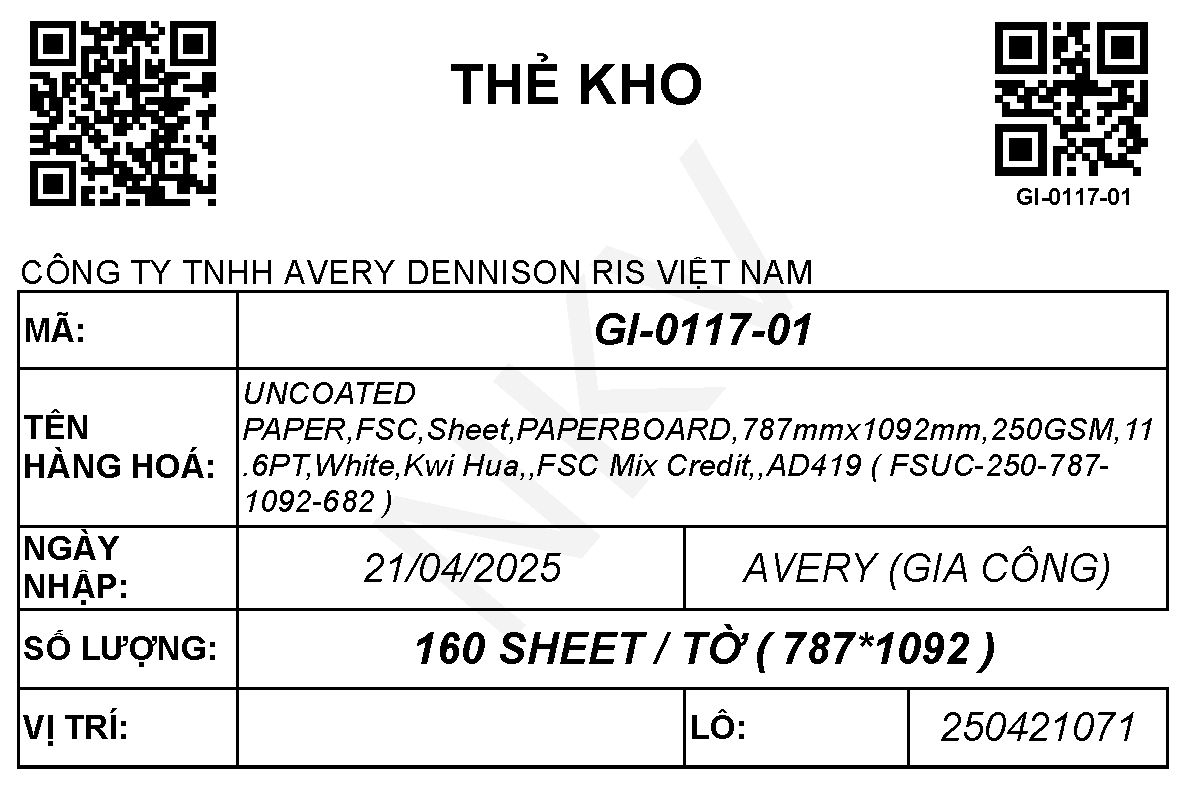 THẺ KHO
GI-0117-01
CÔNG TY TNHH AVERY DENNISON RIS VIỆT NAM
MÃ: GI-0117-01
TÊN
HÀNG HOÁ:
UNCOATED
PAPER,FSC,Sheet,PAPERBOARD,787mmx1092mm,250GSM,11
.6PT,White,Kwi Hua,,FSC Mix Credit,,AD419 ( FSUC-250-787-
1092-682 )
NGÀY
NHẬP:
21/04/2025 AVERY (GIA CÔNG)
SỐ LƯỢNG: 160 SHEET / TỜ ( 787*1092 )
VỊ TRÍ: LÔ: 250421071
NKV